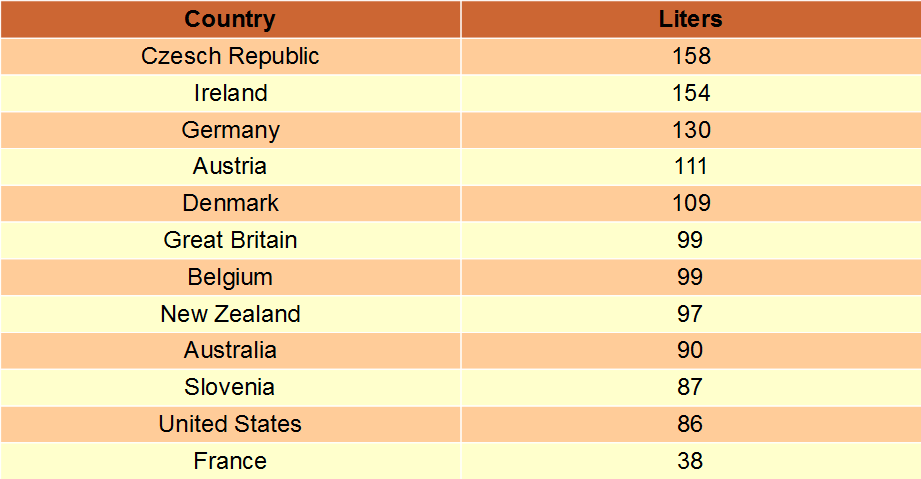 Country Liters
Czesch Republic 158
Ireland 154
Germany 130
Austria 111
Denmark 109
Great Britain 99
Belgium 99
New Zealand 97
Australia 90
Slovenia 87
United States 86
France 38